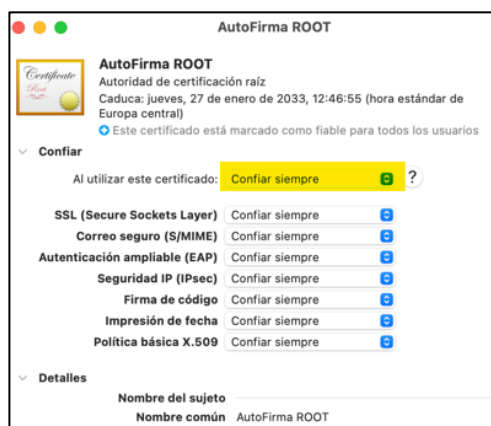 AutoFirma ROOT
Certificate
Root
AutoFirma ROOT
Autoridad de certificación raíz
Caduca: jueves, 27 de enero de 2033, 12:46:55 (hora estándar de
Europa central)
Este certificado está marcado como fiable para todos los usuarios
Confiar
Al utilizar este certificado: Confiar siempre ?
SSL (Secure Sockets Layer) Confiar siempre
Correo seguro (S/MIME) Confiar siempre
Autenticación ampliable (EAP) Confiar siempre
Seguridad IP (IPsec) Confiar siempre
Firma de código Confiar siempre
Impresión de fecha Confiar siempre
Política básica X.509 Confiar siempre
Detalles
Nombre del sujeto
Nombre común AutoFirma ROOT